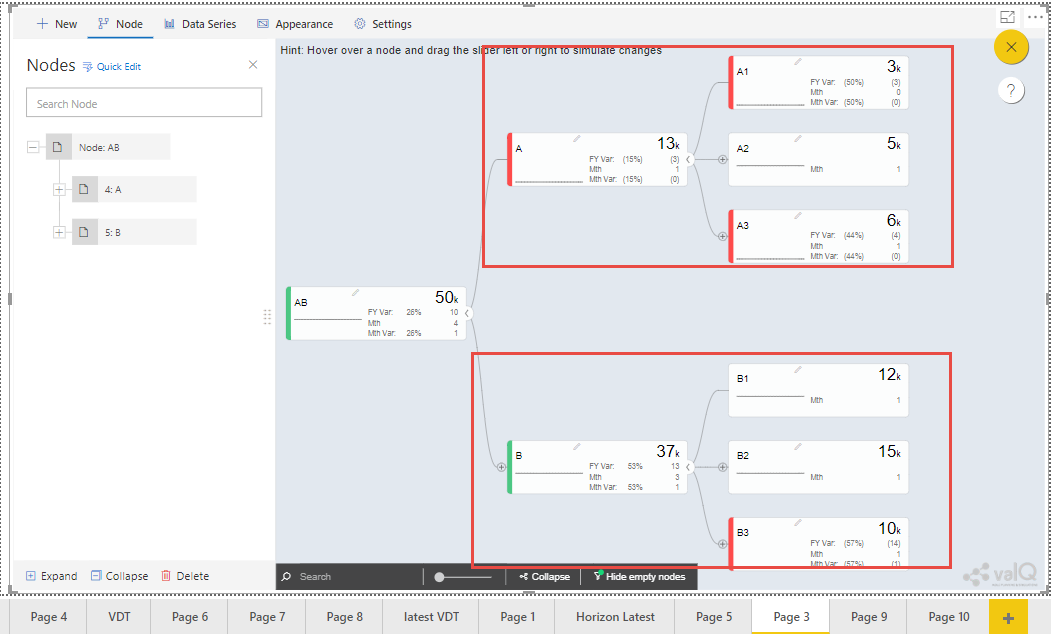 New Node Data Series Appearance Settings
Nodes Quick Edit
Search Node
Node: AB
4: A
5: B
Expand Collapse Delete
Hint: Hover over a node and drag the slider left or right to simulate changes
AB 50k
FY Var: 26% 10
Mth 4
Mth Var: 26% 1
A 13k
FY Var: (15%) (3)
Mth 1
Mth Var: (15%) (0)
A1 3k
FY Var: (50%) (3)
Mth 0
Mth Var: (50%) (0)
A2 5k
Mth 1
A3 6k
FY Var: (44%) (4)
Mth 1
Mth Var: (44%) (0)
B 37k
FY Var: 53% 13
Mth 3
Mth Var: 53% 1
B1 12k
Mth 1
B2 15k
Mth 1
B3 10k
FY Var: (57%) (14)
Mth 1
Mth Var: (57%) (1)
?
Search Collapse Hide empty nodes
valQ
Page 4 VDT Page 6 Page 7 Page 8 latest VDT Page 1 Horizon Latest Page 5 Page 3 Page 9 Page 10 +